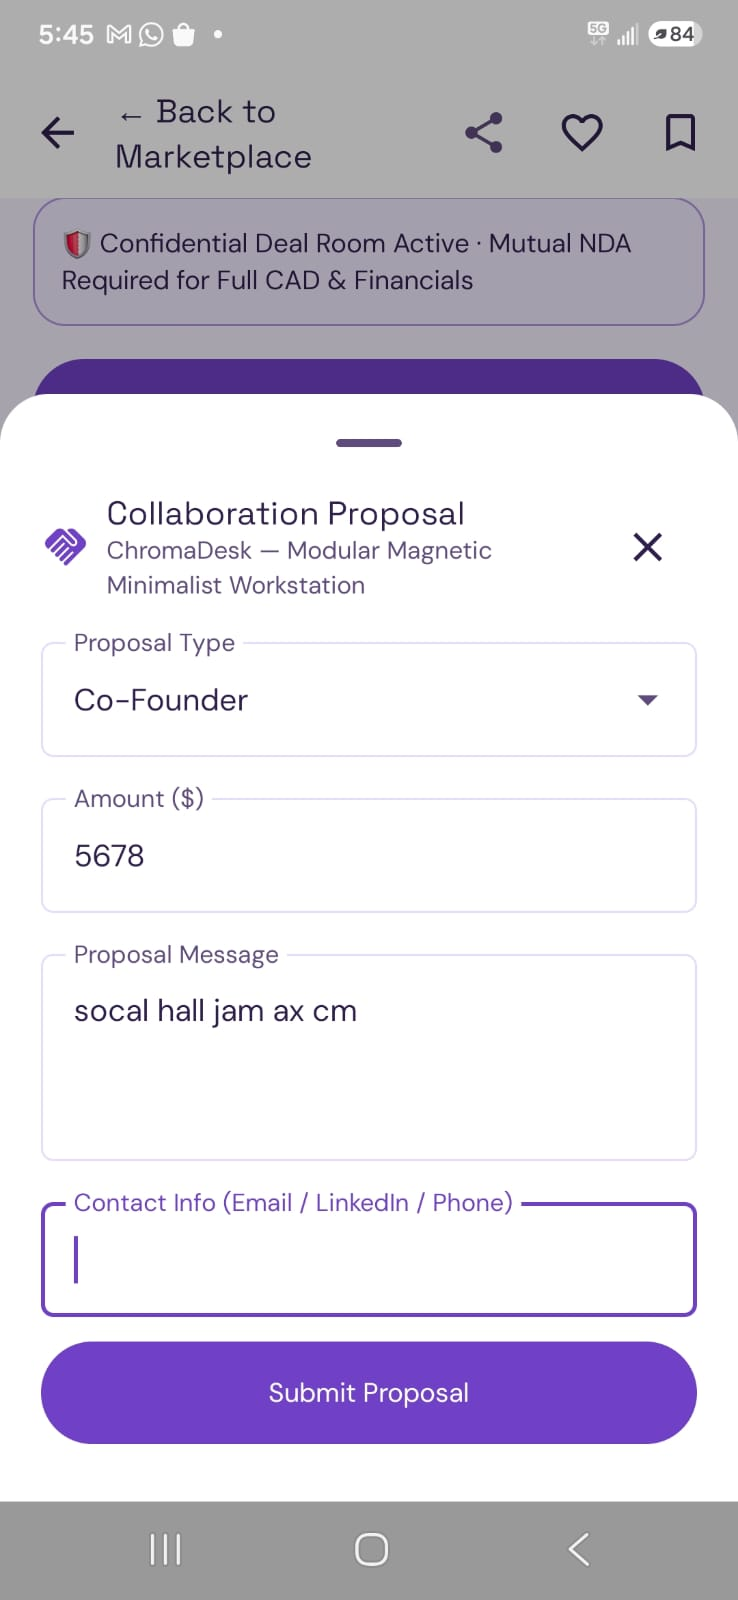 5:45
5G
84
← Back to
Marketplace
Confidential Deal Room Active · Mutual NDA
Required for Full CAD & Financials
Collaboration Proposal
ChromaDesk — Modular Magnetic
Minimalist Workstation
Proposal Type
Co-Founder
Amount ($)
5678
Proposal Message
socal hall jam ax cm
Contact Info (Email / LinkedIn / Phone)
Submit Proposal